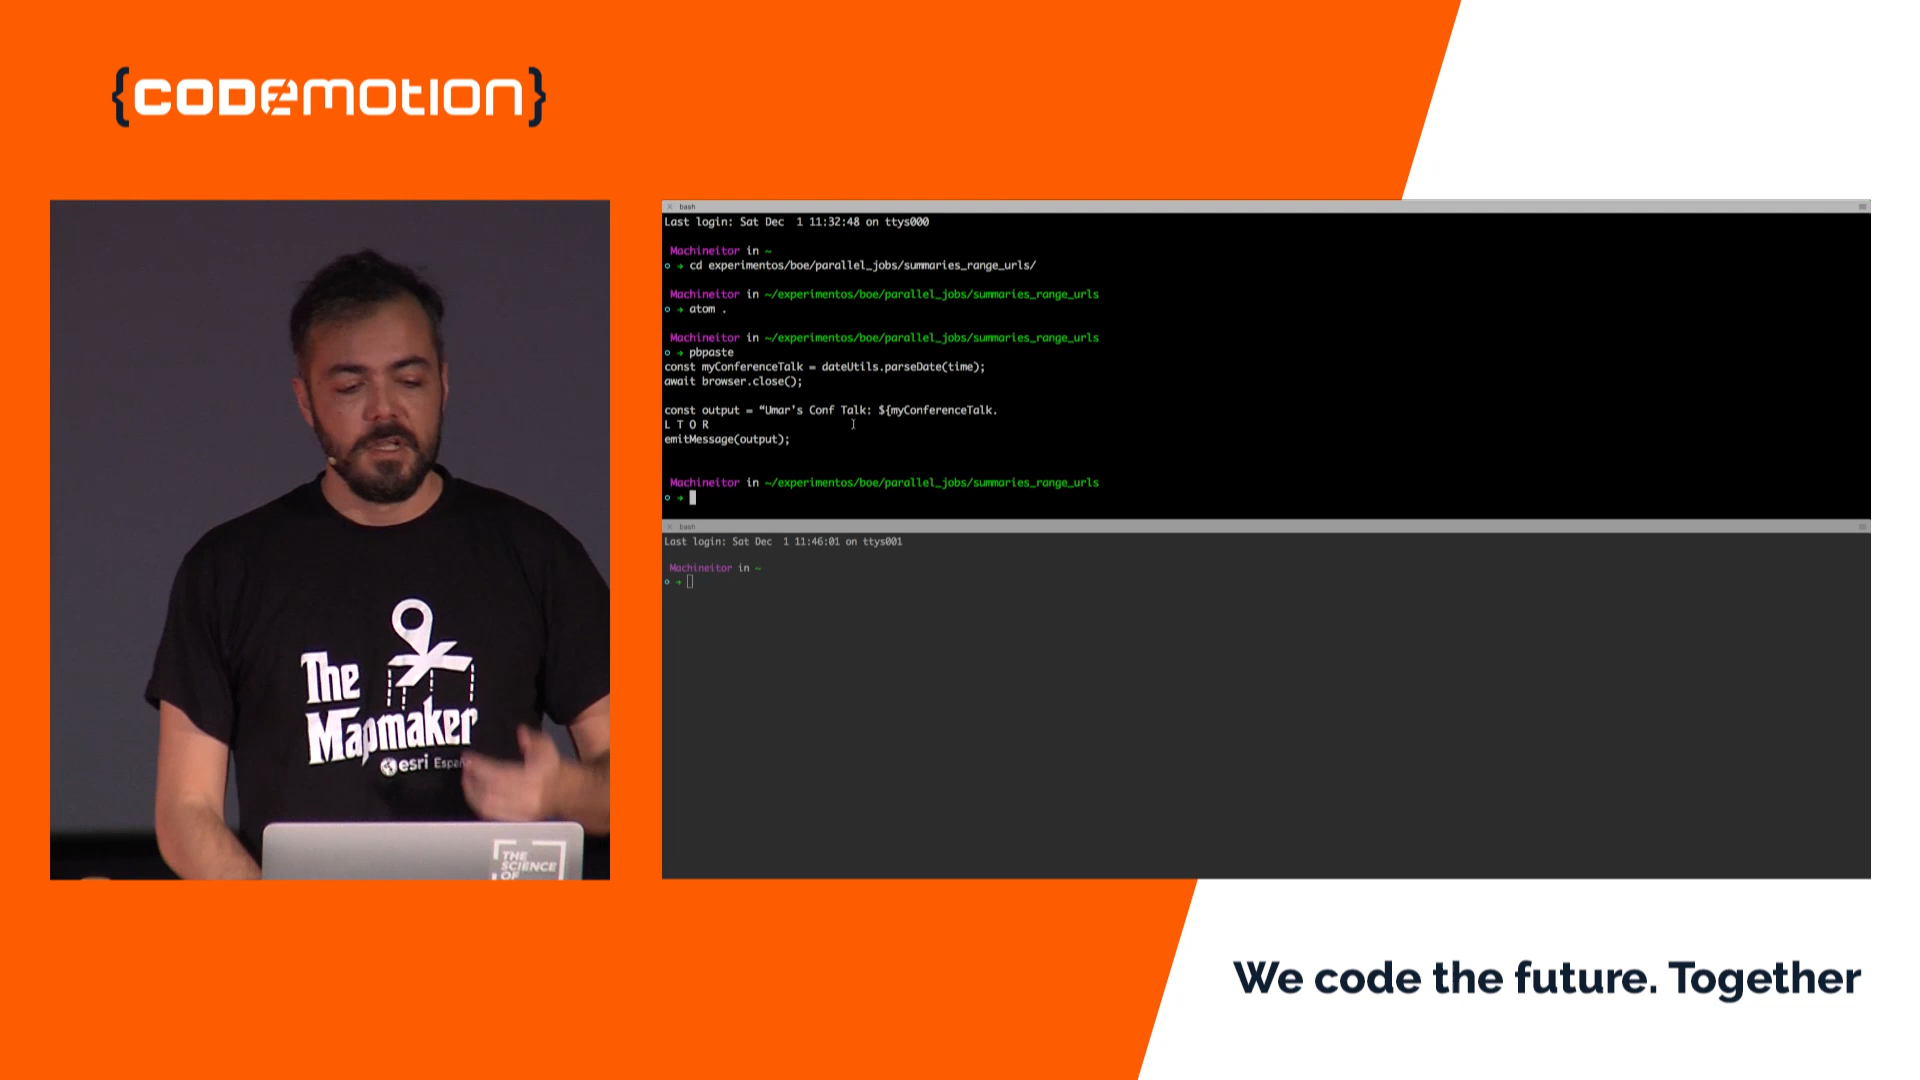 {CODEMOTION}
bash
Last login: Sat Dec  1 11:32:48 on ttys000
Machineitor in ~
➜ cd experimentos/boe/parallel_jobs/summaries_range_urls/
Machineitor in ~/experimentos/boe/parallel_jobs/summaries_range_urls
➜ atom .
Machineitor in ~/experimentos/boe/parallel_jobs/summaries_range_urls
➜ pbpaste
const myConferenceTalk = dateUtils.parseDate(time);
await browser.close();
const output = “Umar's Conf Talk: ${myConferenceTalk.
L T O R
emitMessage(output);
Machineitor in ~/experimentos/boe/parallel_jobs/summaries_range_urls
➜
bash
Last login: Sat Dec  1 11:46:01 on ttys001
Machineitor in ~
➜
The
Mapmaker
esri España
THE
SCIENCE
OF
We code the future. Together